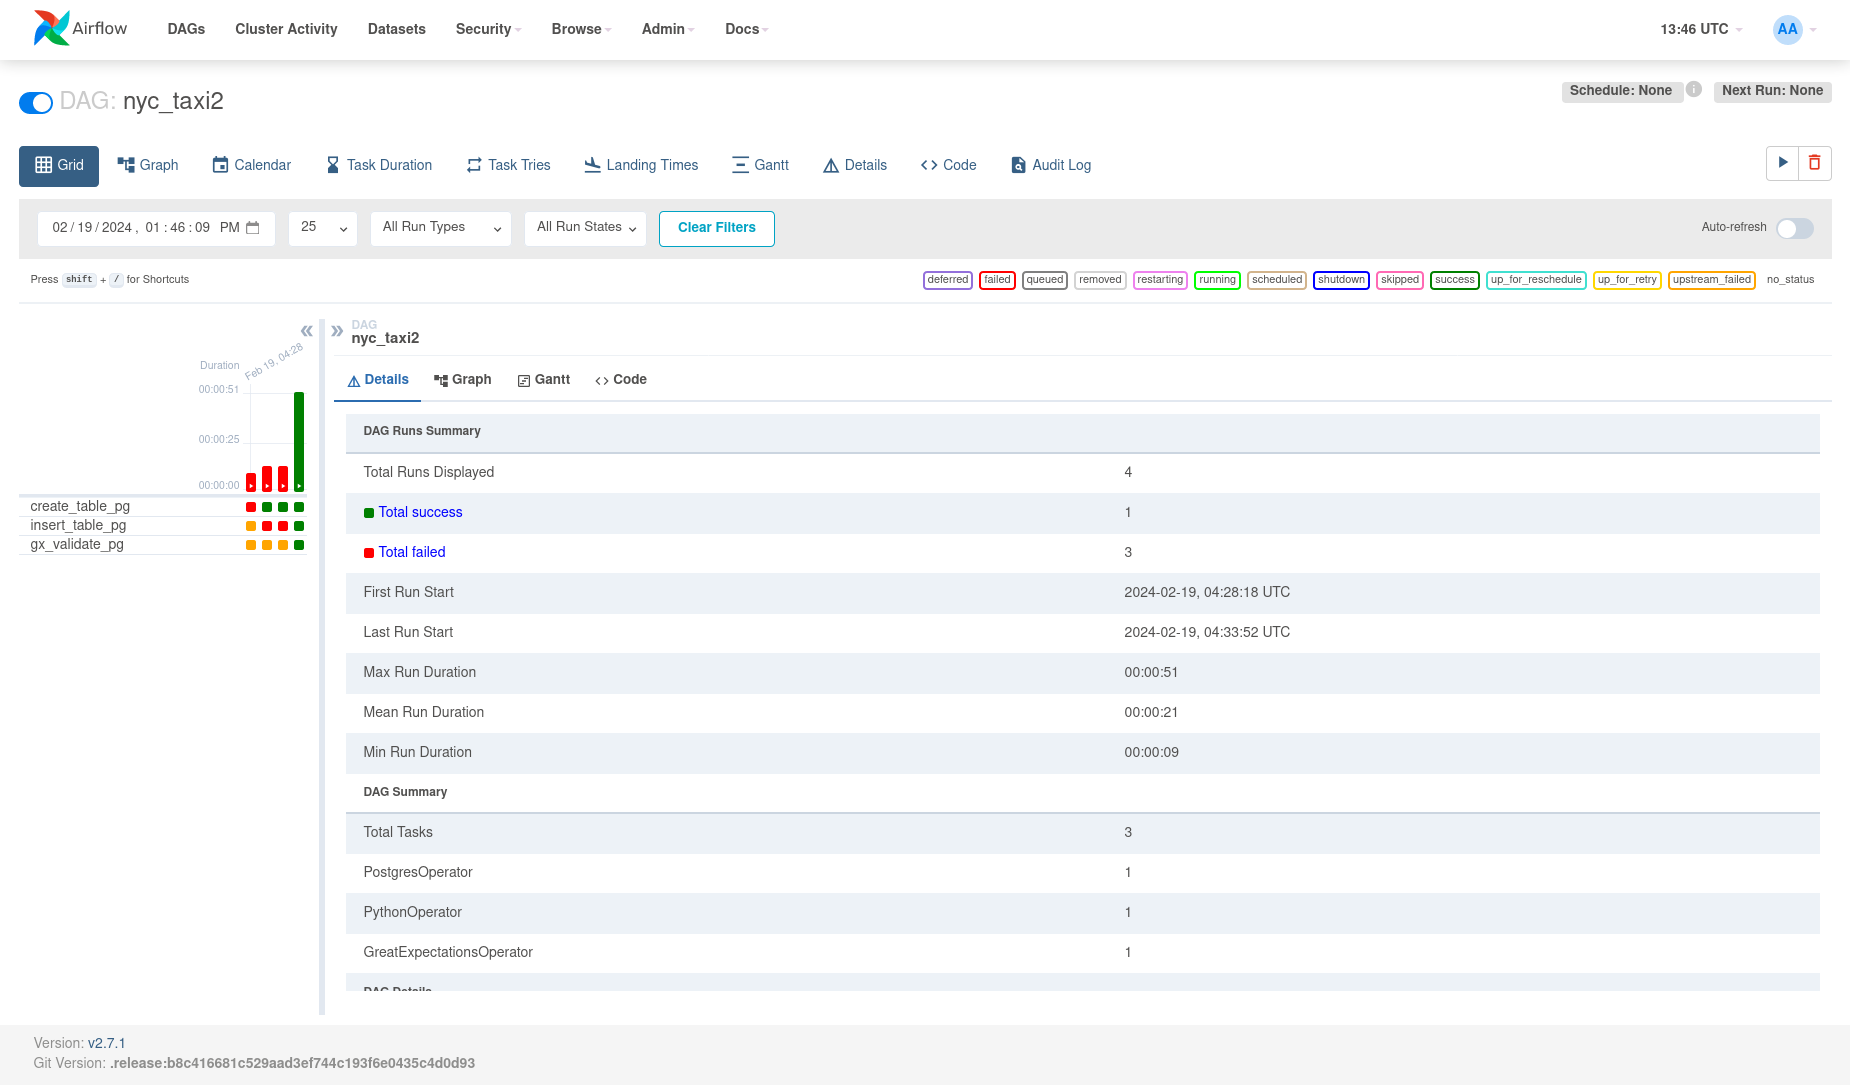 Airflow DAGs Cluster Activity Datasets Security Browse Admin Docs 13:46 UTC AA
DAG: nyc_taxi2
Schedule: None i Next Run: None
Grid Graph Calendar Task Duration Task Tries Landing Times Gantt Details Code Audit Log
02/19/2024, 01:46:09 PM 25 All Run Types All Run States Clear Filters Auto-refresh
Press shift + / for Shortcuts
deferred failed queued removed restarting running scheduled shutdown skipped success up_for_reschedule up_for_retry upstream_failed no_status
Duration
Feb 19, 04:28
00:00:51
00:00:25
00:00:00
create_table_pg
insert_table_pg
gx_validate_pg
DAG
nyc_taxi2
Details Graph Gantt Code
DAG Runs Summary
Total Runs Displayed 4
Total success 1
Total failed 3
First Run Start 2024-02-19, 04:28:18 UTC
Last Run Start 2024-02-19, 04:33:52 UTC
Max Run Duration 00:00:51
Mean Run Duration 00:00:21
Min Run Duration 00:00:09
DAG Summary
Total Tasks 3
PostgresOperator 1
PythonOperator 1
GreatExpectationsOperator 1
DAG Details
Version: v2.7.1
Git Version: .release:b8c416681c529aad3ef744c193f6e0435c4d0d93